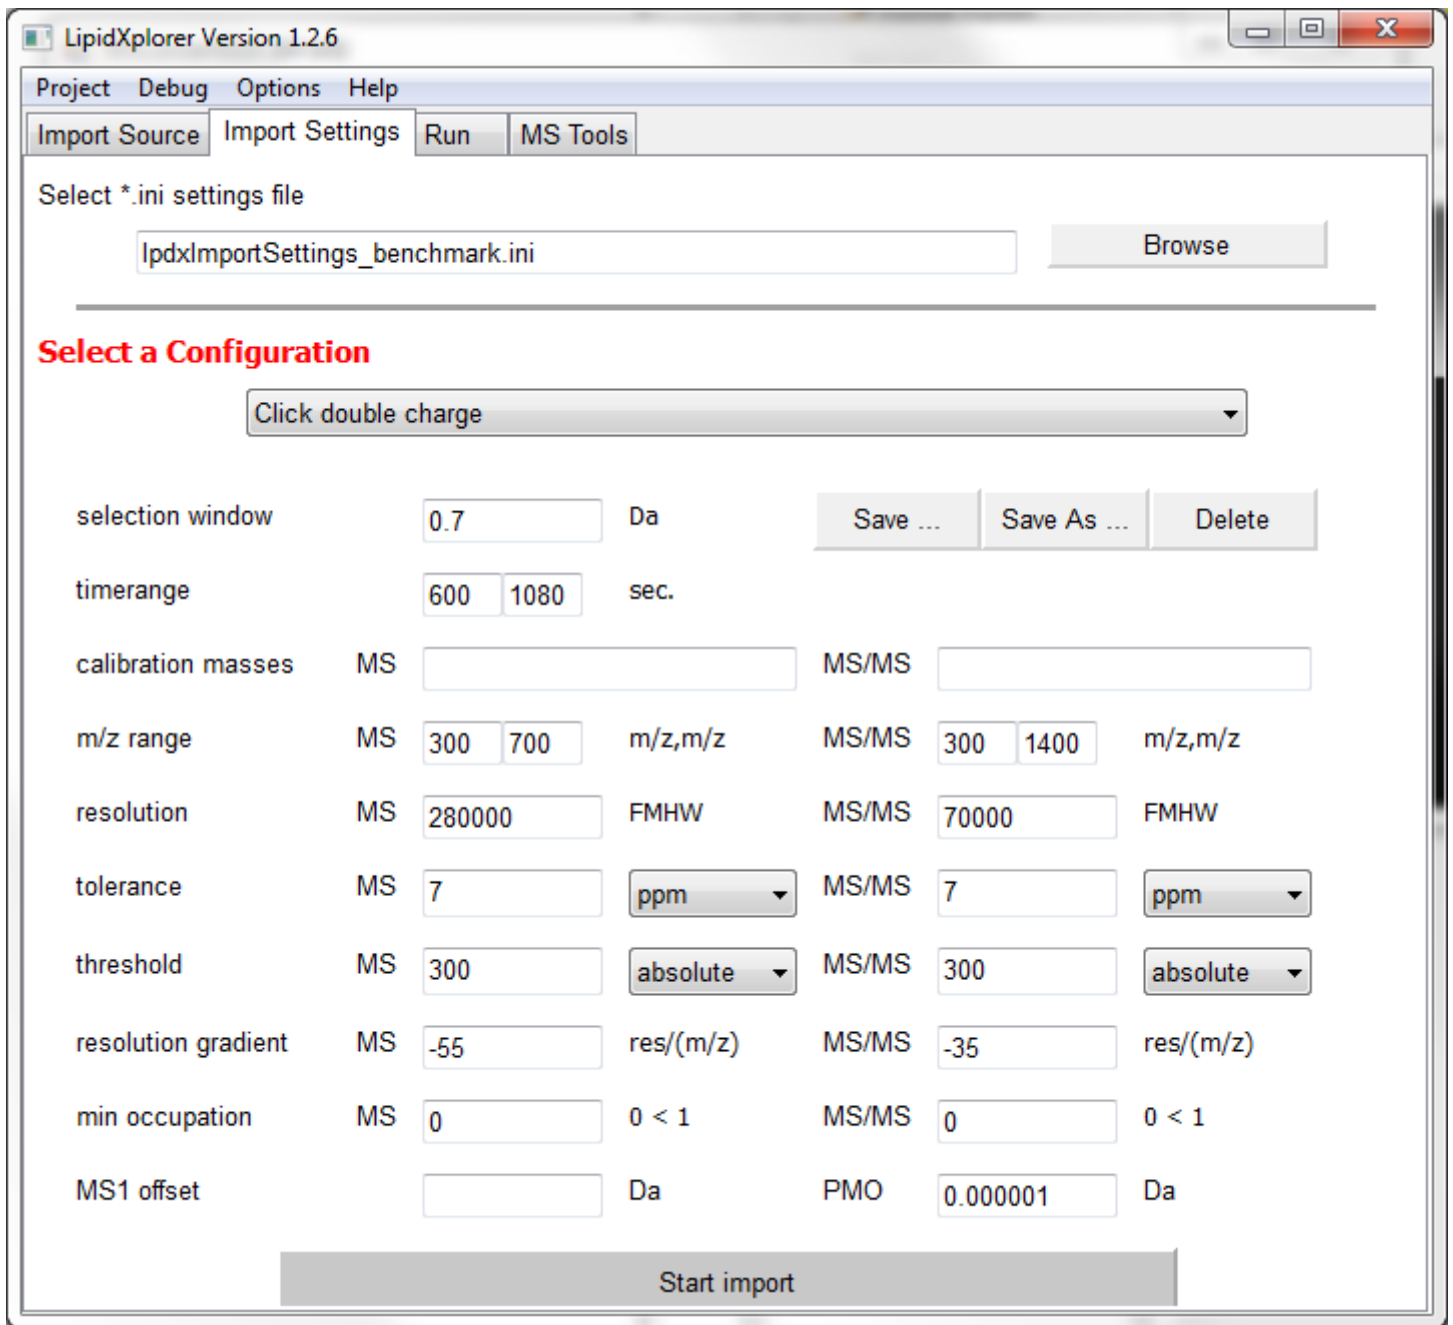 LipidXplorer Version 1.2.6
Project Debug Options Help
Import Source Import Settings Run MS Tools
Select *.ini settings file
lpdxImportSettings_benchmark.ini Browse
Select a Configuration
Click double charge
selection window 0.7 Da Save ... Save As ... Delete
timerange 600 1080 sec.
calibration masses MS MS/MS
m/z range MS 300 700 m/z,m/z MS/MS 300 1400 m/z,m/z
resolution MS 280000 FMHW MS/MS 70000 FMHW
tolerance MS 7 ppm MS/MS 7 ppm
threshold MS 300 absolute MS/MS 300 absolute
resolution gradient MS -55 res/(m/z) MS/MS -35 res/(m/z)
min occupation MS 0 0 < 1 MS/MS 0 0 < 1
MS1 offset Da PMO 0.000001 Da
Start import